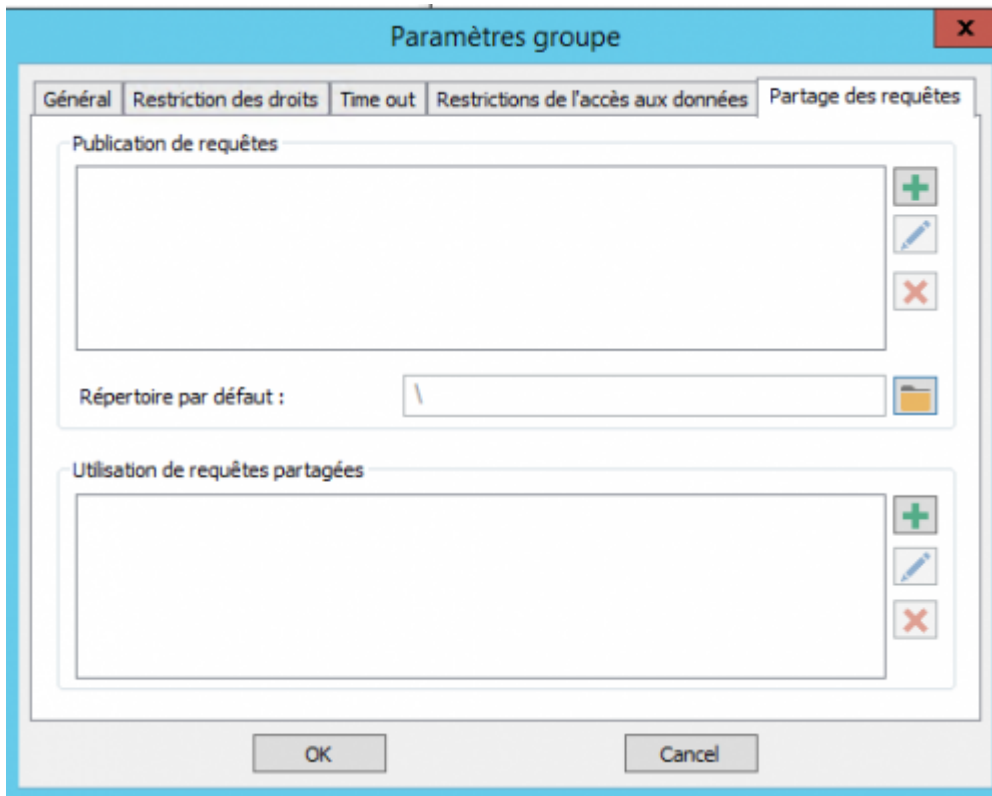 Paramètres groupe
Général
Restriction des droits
Time out
Restrictions de l'accès aux données
Partage des requêtes
Publication de requêtes
Répertoire par défaut :
\
Utilisation de requêtes partagées
OK
Cancel